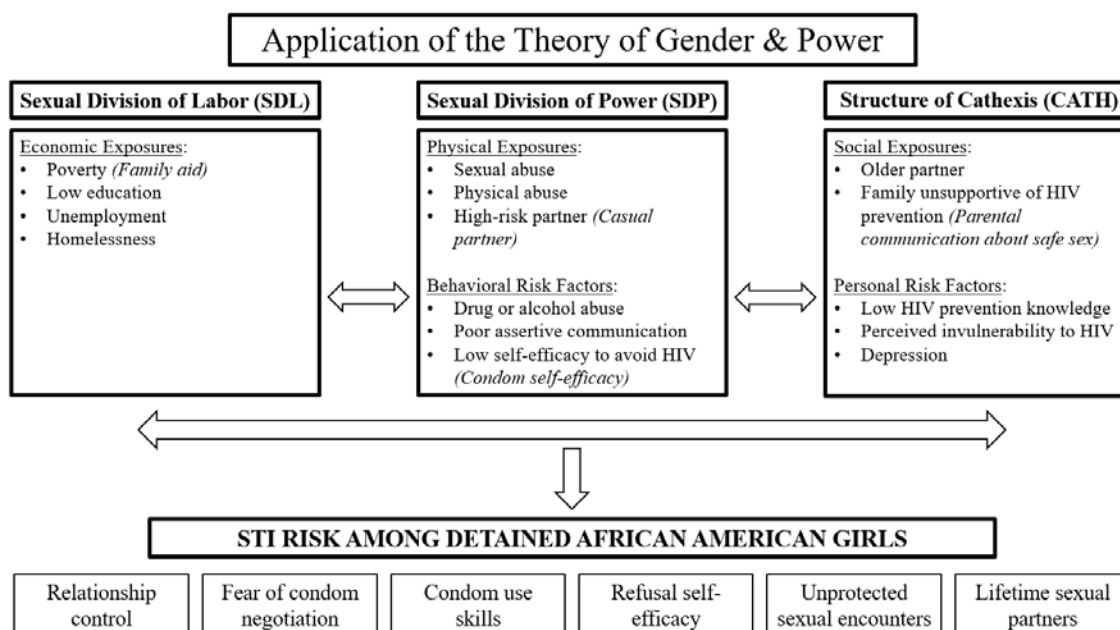 Application of the Theory of Gender & Power
Sexual Division of Labor (SDL)
Economic Exposures:
• Poverty (Family aid)
• Low education
• Unemployment
• Homelessness
Sexual Division of Power (SDP)
Physical Exposures:
• Sexual abuse
• Physical abuse
• High-risk partner (Casual
partner)
Behavioral Risk Factors:
• Drug or alcohol abuse
• Poor assertive communication
• Low self-efficacy to avoid HIV
(Condom self-efficacy)
Structure of Cathexis (CATH)
Social Exposures:
• Older partner
• Family unsupportive of HIV
prevention (Parental
communication about safe sex)
Personal Risk Factors:
• Low HIV prevention knowledge
• Perceived invulnerability to HIV
• Depression
STI RISK AMONG DETAINED AFRICAN AMERICAN GIRLS
Relationship
control
Fear of condom
negotiation
Condom use
skills
Refusal self-
efficacy
Unprotected
sexual encounters
Lifetime sexual
partners